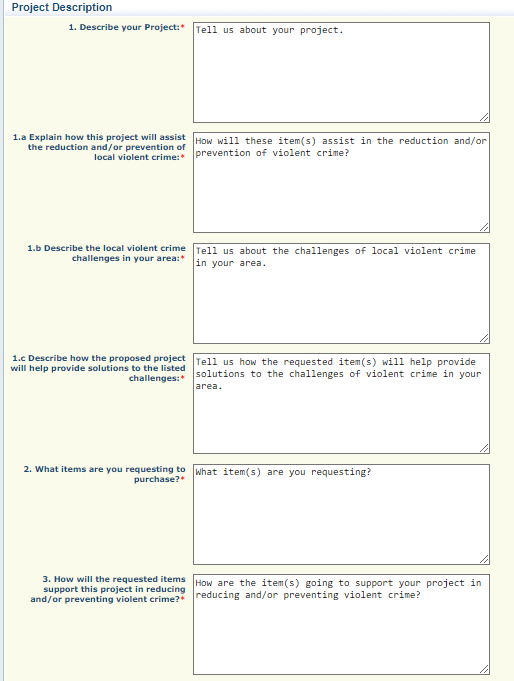 Project Description
1. Describe your Project:*
Tell us about your project.
1.a Explain how this project will assist
the reduction and/or prevention of
local violent crime:*
How will these item(s) assist in the reduction and/or
prevention of violent crime?
1.b Describe the local violent crime
challenges in your area:*
Tell us about the challenges of local violent crime
in your area.
1.c Describe how the proposed project
will help provide solutions to the listed
challenges:*
Tell us how the requested item(s) will help provide
solutions to the challenges of violent crime in your
area.
2. What items are you requesting to
purchase?*
What item(s) are you requesting?
3. How will the requested items
support this project in reducing
and/or preventing violent crime?*
How are the item(s) going to support your project in
reducing and/or preventing violent crime?